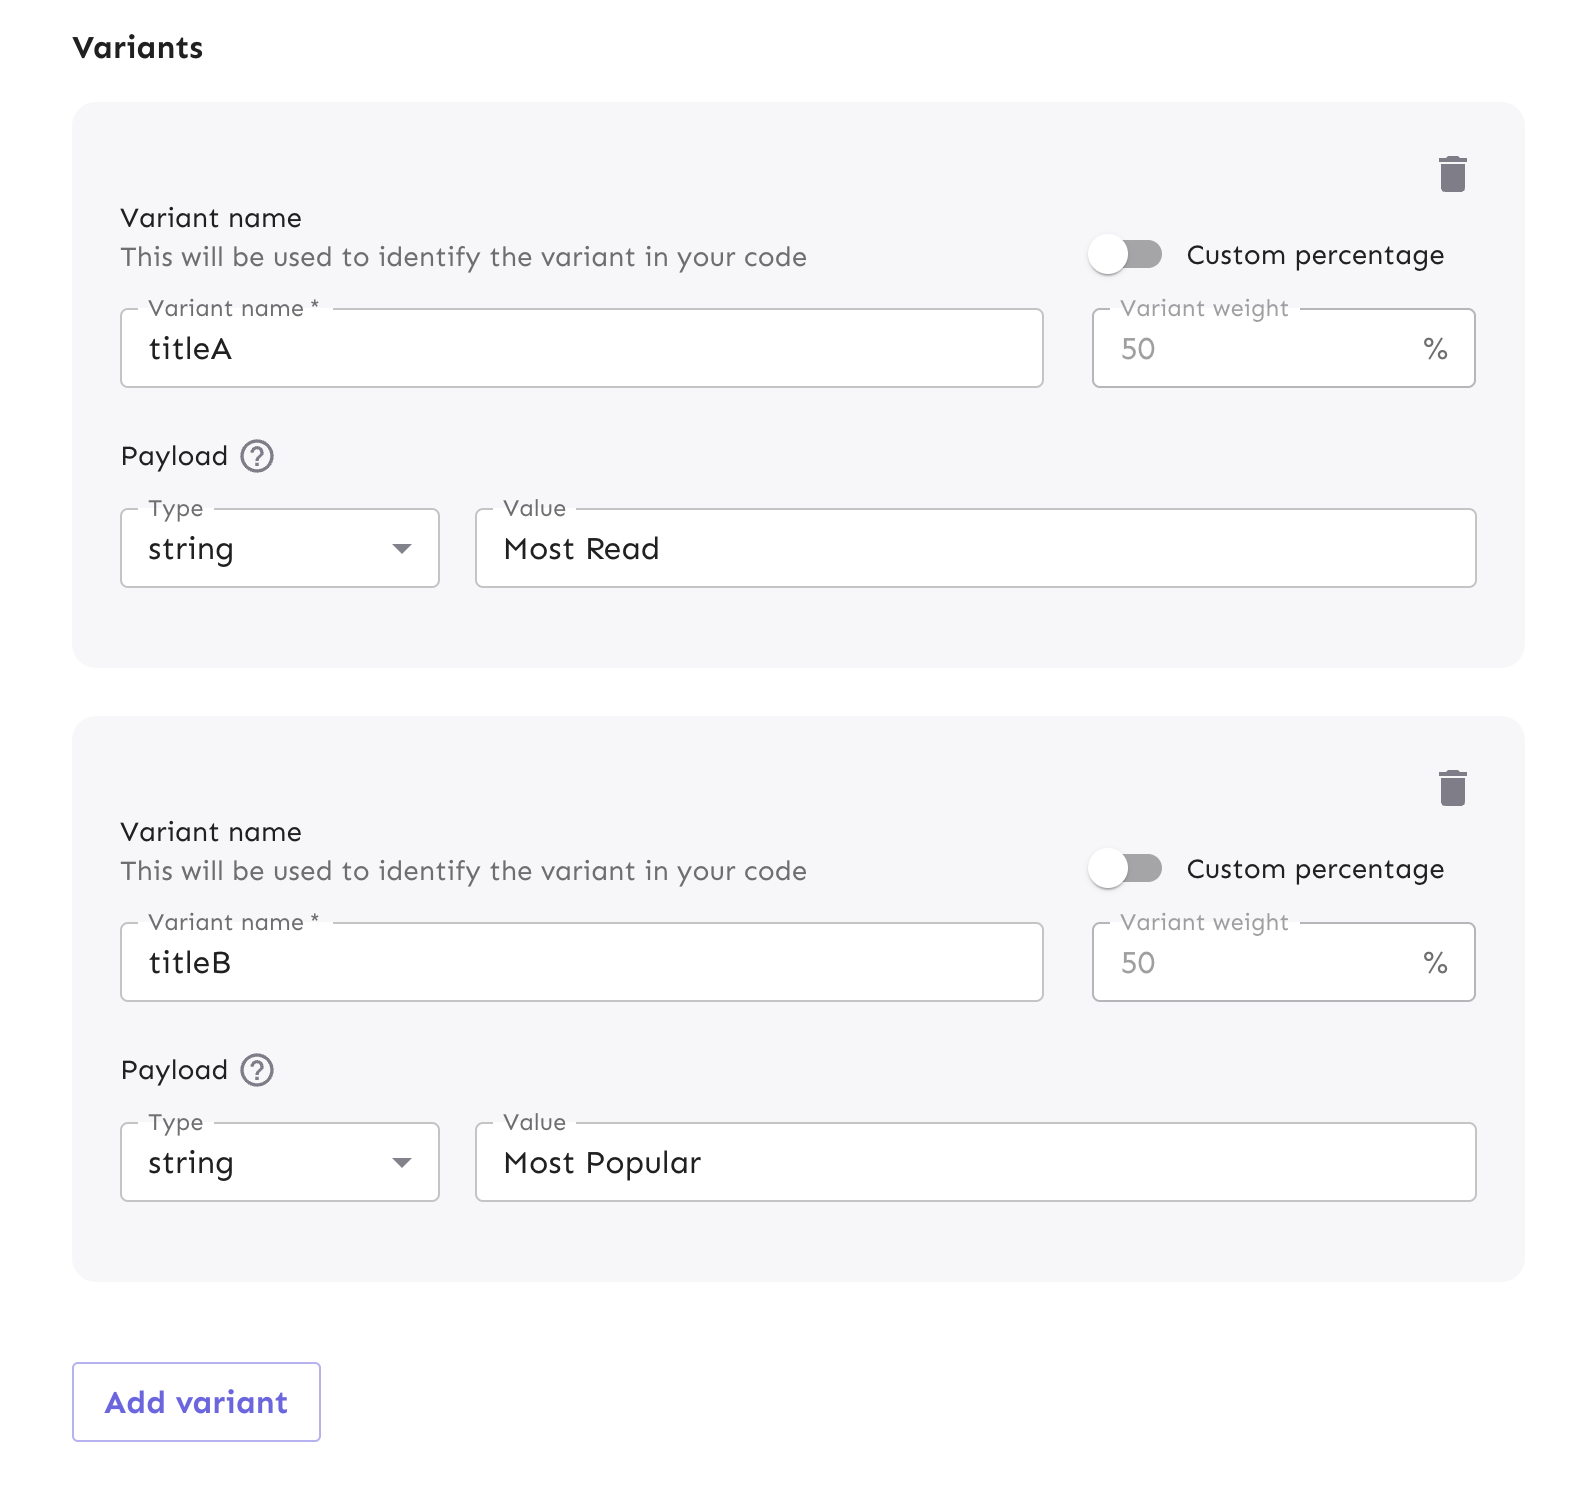 Variants
Variant name
This will be used to identify the variant in your code
Custom percentage
Variant name *
titleA
Variant weight
50 %
Payload ?
Type
string
Value
Most Read
Variant name
This will be used to identify the variant in your code
Custom percentage
Variant name *
titleB
Variant weight
50 %
Payload ?
Type
string
Value
Most Popular
Add variant